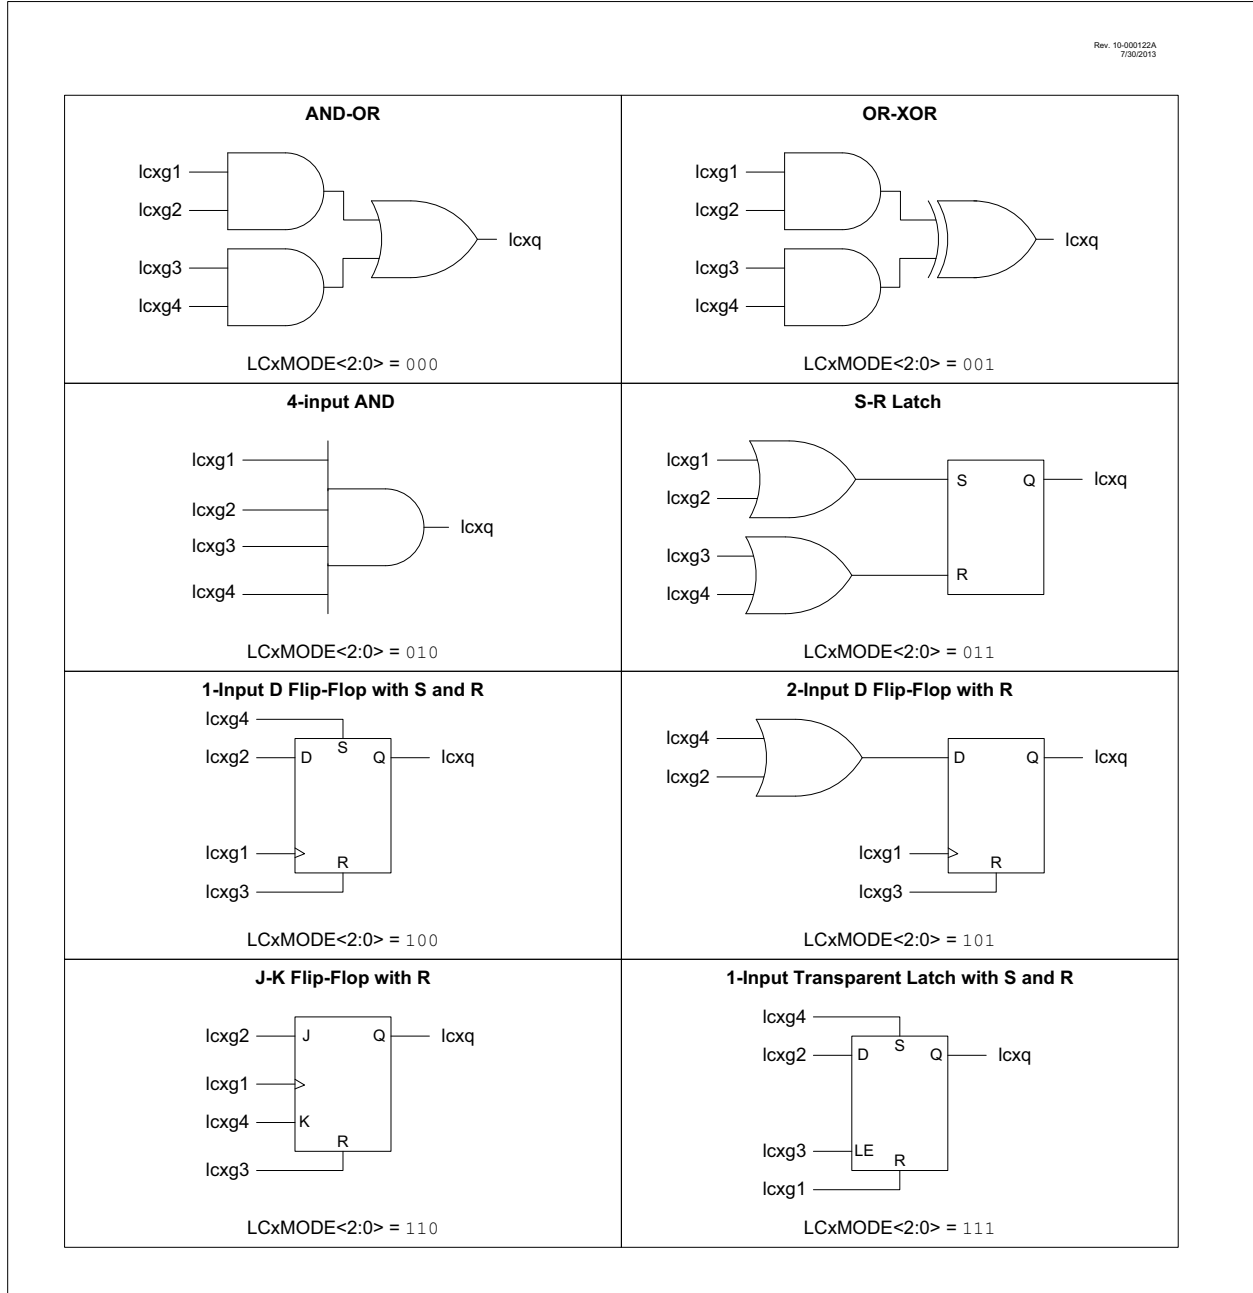 Rev. 10-000122A
7/30/2013
AND-OR
lcxg1
lcxg2
lcxg3
lcxg4
lcxq
LCxMODE<2:0> = 000
OR-XOR
lcxg1
lcxg2
lcxg3
lcxg4
lcxq
LCxMODE<2:0> = 001
4-input AND
lcxg1
lcxg2
lcxg3
lcxg4
lcxq
LCxMODE<2:0> = 010
S-R Latch
lcxg1
lcxg2
lcxg3
lcxg4
S
Q
lcxq
R
LCxMODE<2:0> = 011
1-Input D Flip-Flop with S and R
lcxg4
S
lcxg2
D
Q
lcxq
lcxg1
R
lcxg3
LCxMODE<2:0> = 100
2-Input D Flip-Flop with R
lcxg4
lcxg2
D
Q
lcxq
lcxg1
R
lcxg3
LCxMODE<2:0> = 101
J-K Flip-Flop with R
lcxg2
J
Q
lcxq
lcxg1
lcxg4
K
R
lcxg3
LCxMODE<2:0> = 110
1-Input Transparent Latch with S and R
lcxg4
S
lcxg2
D
Q
lcxq
lcxg3
LE
R
lcxg1
LCxMODE<2:0> = 111